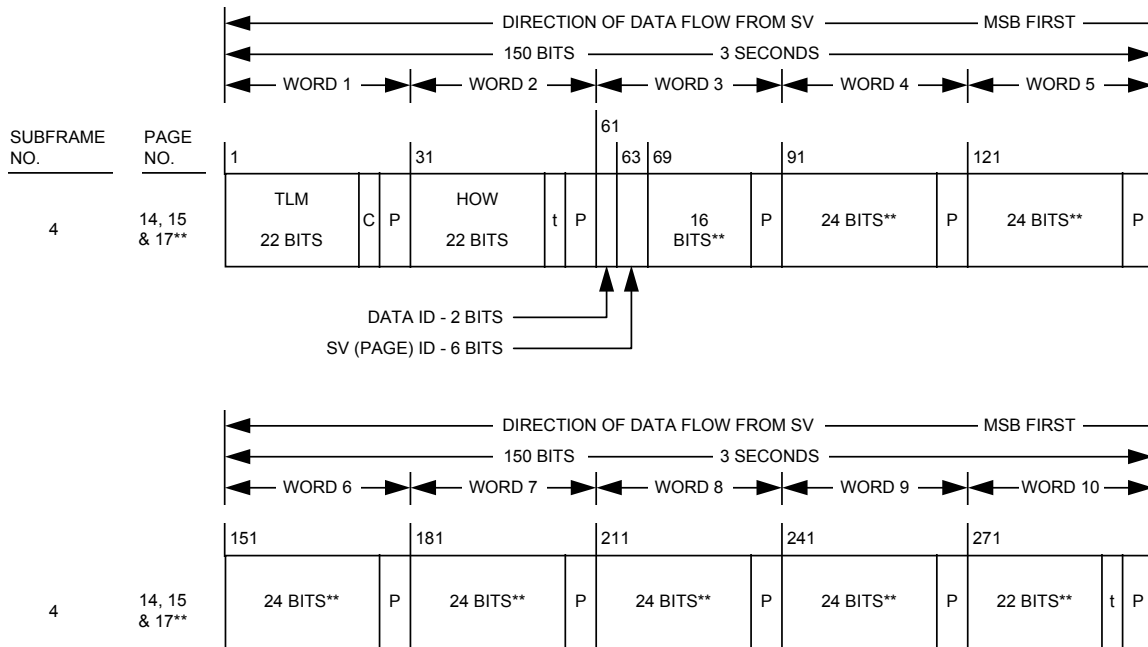 DIRECTION OF DATA FLOW FROM SV MSB FIRST
150 BITS 3 SECONDS
WORD 1 WORD 2 WORD 3 WORD 4 WORD 5
SUBFRAME NO.
PAGE NO.
1 31 61 63 69 91 121
4
14, 15 & 17**
TLM 22 BITS
C
P
HOW 22 BITS
t
P
16 BITS**
P
24 BITS**
P
24 BITS**
P
DATA ID - 2 BITS
SV (PAGE) ID - 6 BITS
DIRECTION OF DATA FLOW FROM SV MSB FIRST
150 BITS 3 SECONDS
WORD 6 WORD 7 WORD 8 WORD 9 WORD 10
151 181 211 241 271
4
14, 15 & 17**
24 BITS**
P
24 BITS**
P
24 BITS**
P
24 BITS**
P
22 BITS**
t
P